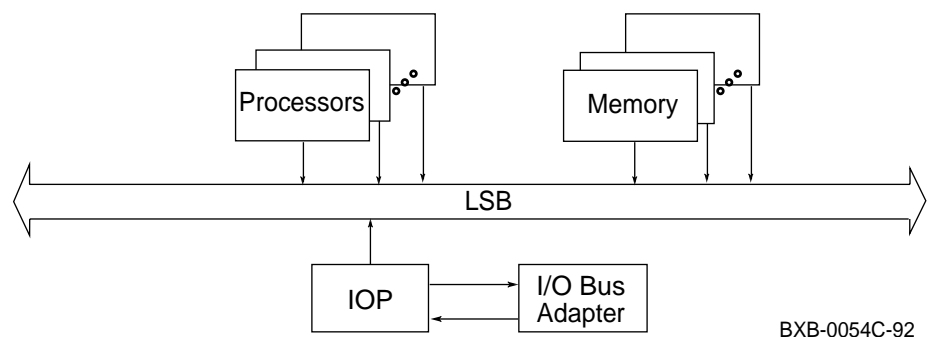 Processors
Memory
LSB
IOP
I/O Bus
Adapter
BXB-0054C-92